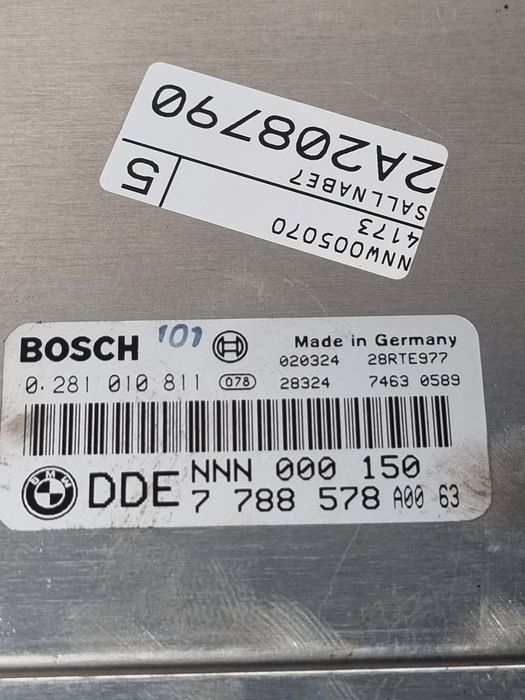 NNW005070
4173
SALLNABE7 5
2A208790
BOSCH 101 Made in Germany
020324 28RTE977
0.281 010 811 078 28324 7463 0589
BMW DDE NNN 000 150
7 788 578 A00 63